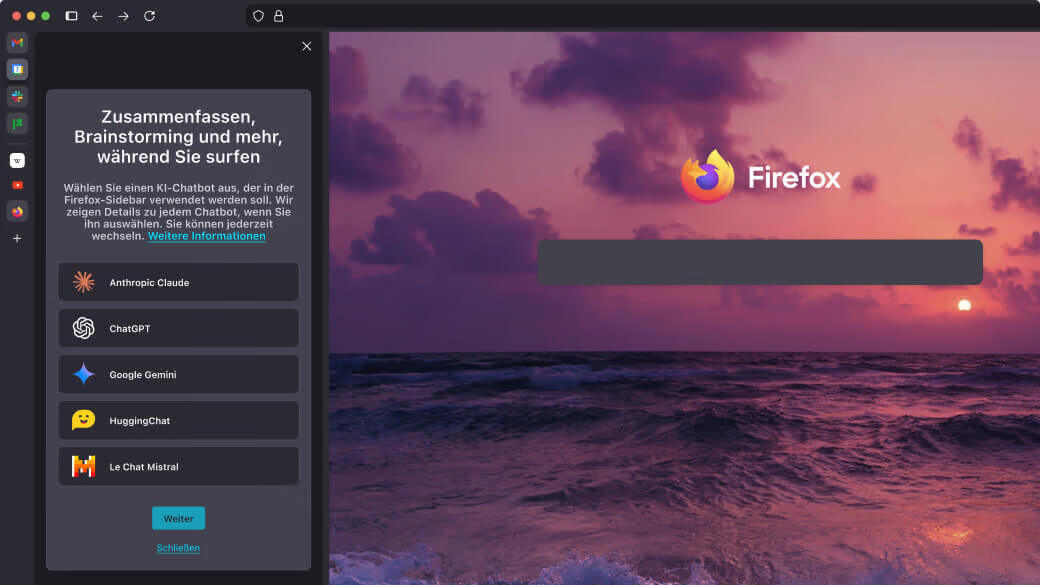 Zusammenfassen,
Brainstorming und mehr,
während Sie surfen
Wählen Sie einen KI-Chatbot aus, der in der
Firefox-Sidebar verwendet werden soll. Wir
zeigen Details zu jedem Chatbot, wenn Sie
ihn auswählen. Sie können jederzeit
wechseln. Weitere Informationen
Anthropic Claude
ChatGPT
Google Gemini
HuggingChat
Le Chat Mistral
Weiter
Schließen
Firefox